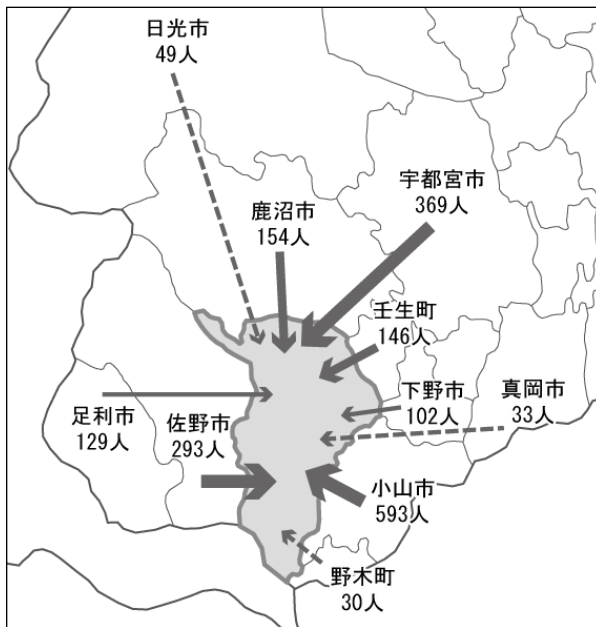 日光市
49人
宇都宮市
369人
鹿沼市
154人
壬生町
146人
下野市
102人
真岡市
33人
足利市
129人
佐野市
293人
小山市
593人
野木町
30人